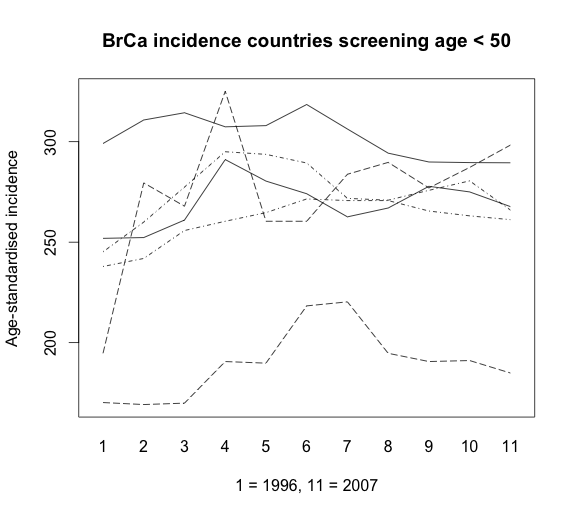 BrCa incidence countries screening age < 50
Age-standardised incidence
300
250
200
1 2 3 4 5 6 7 8 9 10 11
1 = 1996, 11 = 2007